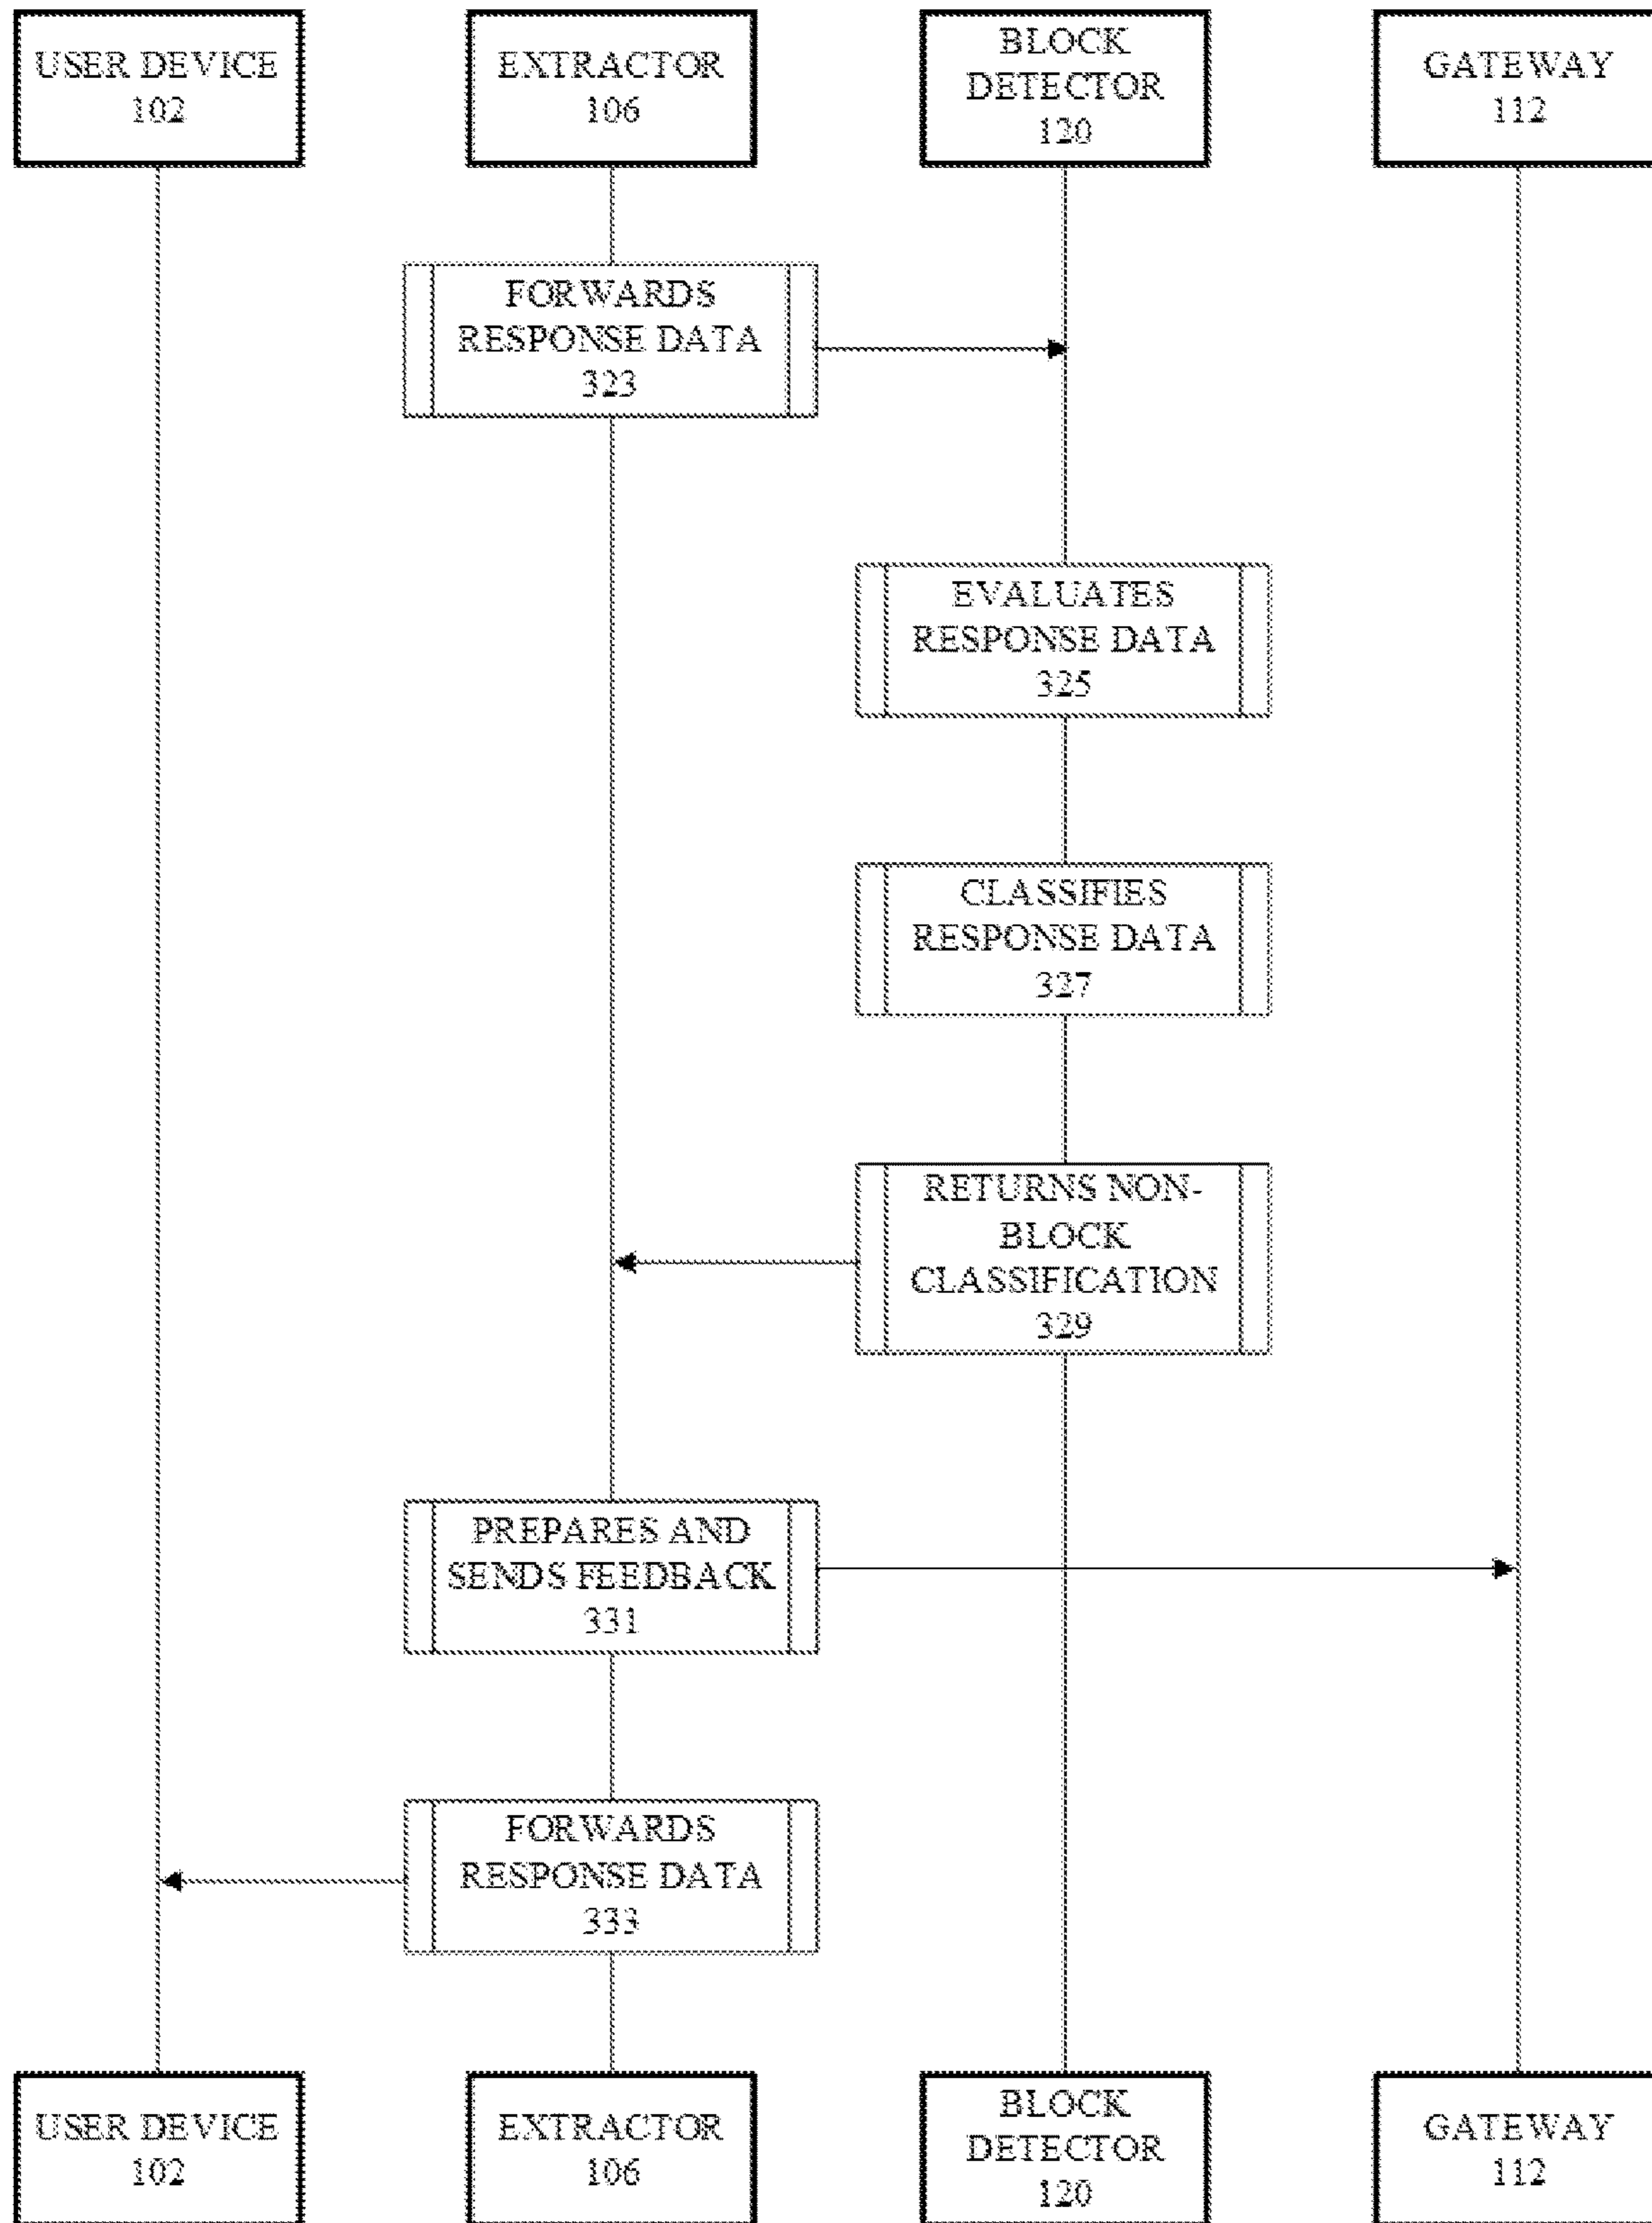 USER DEVICE
102
EXTRACTOR
106
BLOCK
DETECTOR
120
GATEWAY
112
FORWARDS
RESPONSE DATA
323
EVALUATES
RESPONSE DATA
325
CLASSIFIES
RESPONSE DATA
327
RETURNS NON-
BLOCK
CLASSIFICATION
329
PREPARES AND
SENDS FEEDBACK
331
FORWARDS
RESPONSE DATA
333
USER DEVICE
102
EXTRACTOR
106
BLOCK
DETECTOR
120
GATEWAY
112